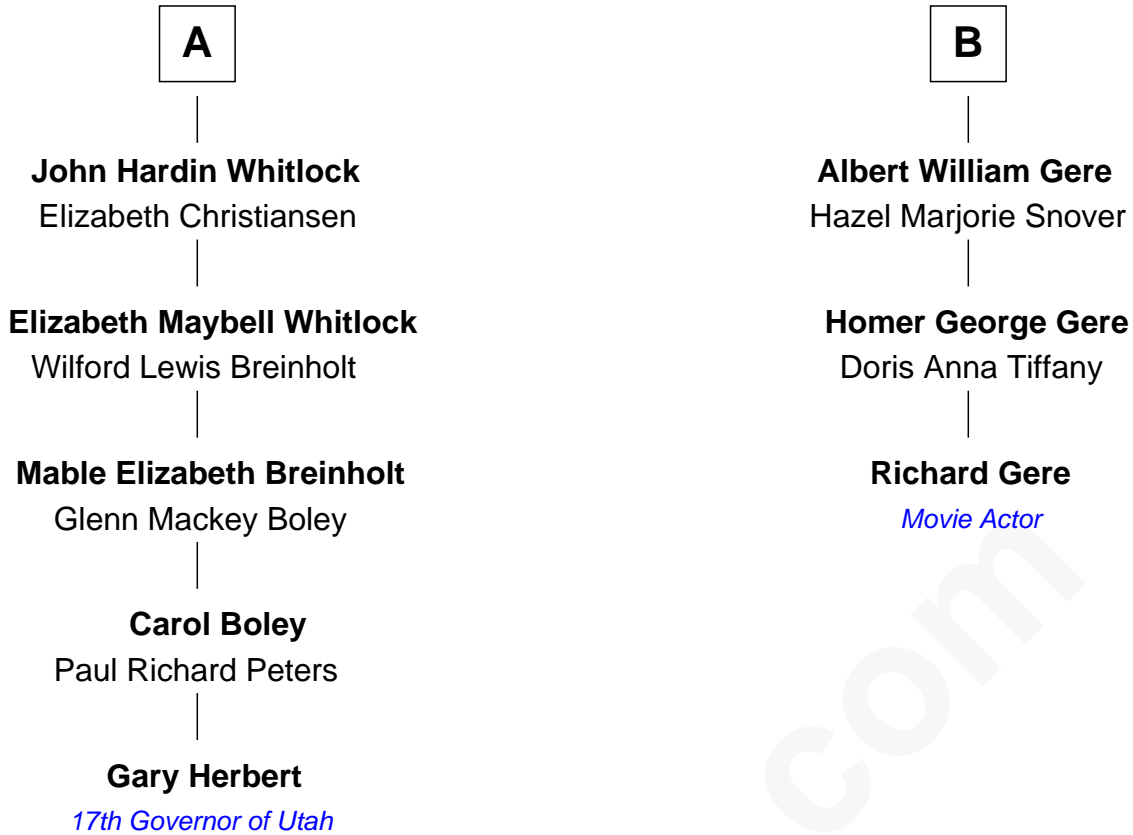 A
John Hardin Whitlock
Elizabeth Christiansen
Elizabeth Maybell Whitlock
Wilford Lewis Breinholt
Mable Elizabeth Breinholt
Glenn Mackey Boley
Carol Boley
Paul Richard Peters
Gary Herbert
17th Governor of Utah
B
Albert William Gere
Hazel Marjorie Snover
Homer George Gere
Doris Anna Tiffany
Richard Gere
Movie Actor
com